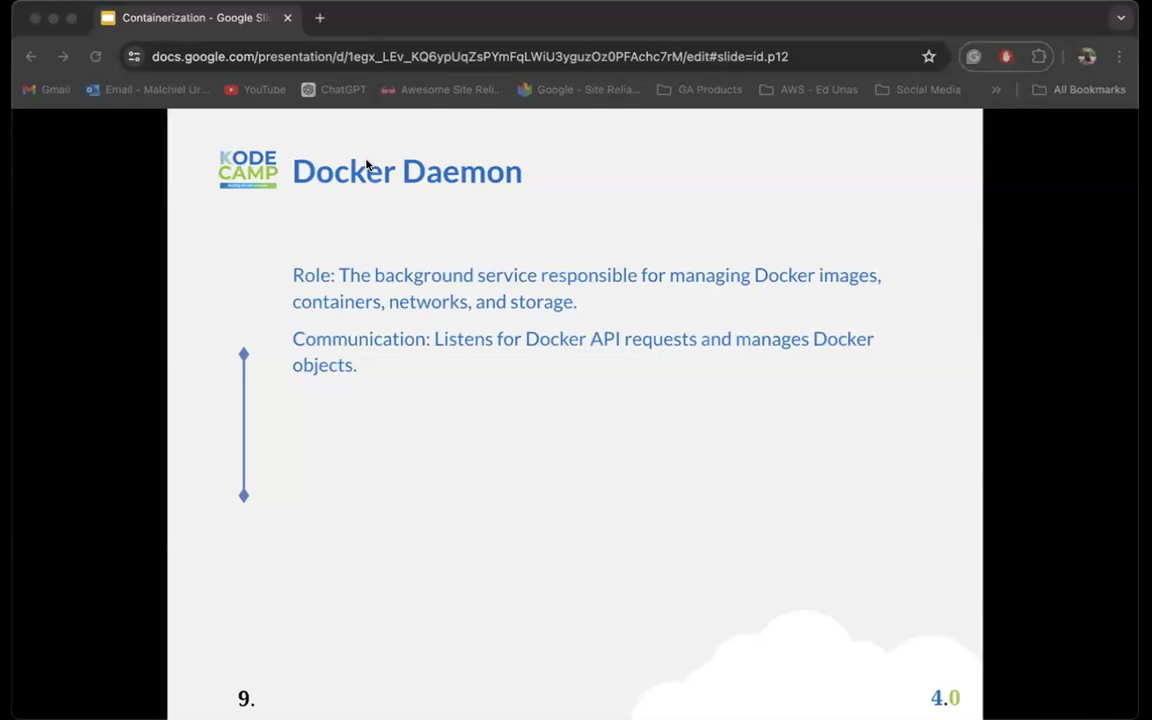 Containerization - Google Sli
docs.google.com/presentation/d/1egx_LEv_KQ6ypUqZsPYmFqLWiU3yguzOz0PFAchc7rM/edit#slide=id.p12
Gmail
Email - Malchiel Ur...
YouTube
ChatGPT
Awesome Site Reli...
Google - Site Relia...
GA Products
AWS - Ed Urias
Social Media
»
All Bookmarks
KODE
CAMP
Docker Daemon
Role: The background service responsible for managing Docker images,
containers, networks, and storage.
Communication: Listens for Docker API requests and manages Docker
objects.
9.
4.0